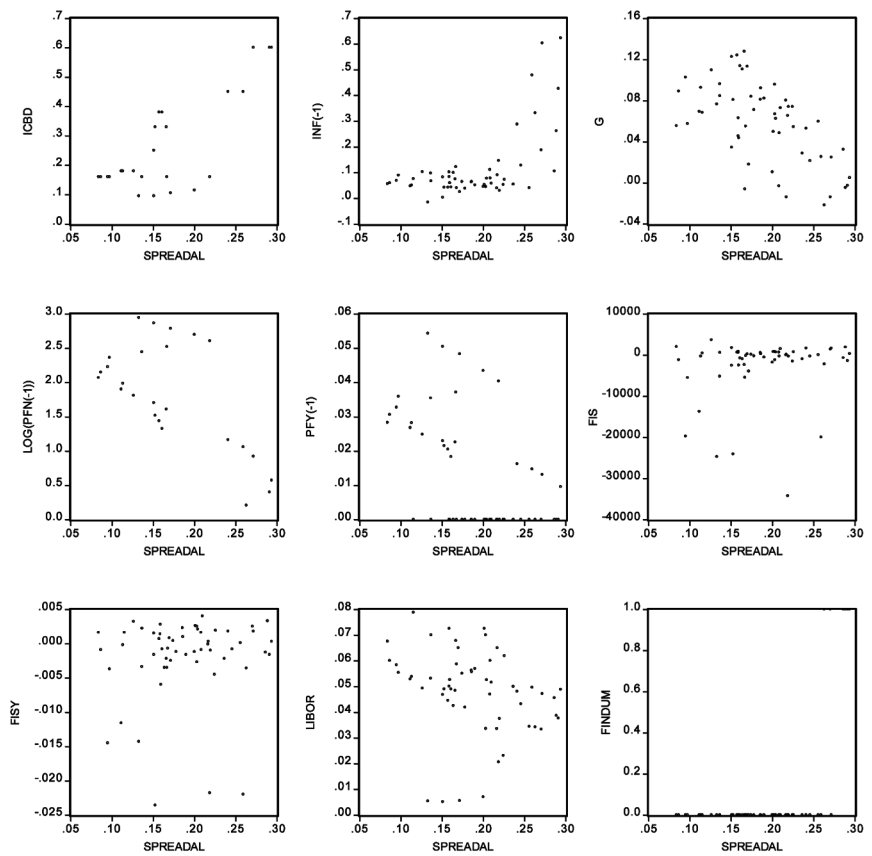 .7
.6
.5
.4
.3
.2
.1
.0
ICBD
.05 .10 .15 .20 .25 .30
SPREADAL
.7
.6
.5
.4
.3
.2
.1
.0
-.1
INF(-1)
.05 .10 .15 .20 .25 .30
SPREADAL
.16
.12
.08
.04
.00
-.04
G
.05 .10 .15 .20 .25 .30
SPREADAL
3.0
2.5
2.0
1.5
1.0
0.5
0.0
LOG(PFN(-1))
.05 .10 .15 .20 .25 .30
SPREADAL
.06
.05
.04
.03
.02
.01
.00
PFY(-1)
.05 .10 .15 .20 .25 .30
SPREADAL
10000
0
-10000
-20000
-30000
-40000
FIS
.05 .10 .15 .20 .25 .30
SPREADAL
.005
.000
-.005
-.010
-.015
-.020
-.025
FISY
.05 .10 .15 .20 .25 .30
SPREADAL
.08
.07
.06
.05
.04
.03
.02
.01
.00
LIBOR
.05 .10 .15 .20 .25 .30
SPREADAL
1.0
0.8
0.6
0.4
0.2
0.0
FINDUM
.05 .10 .15 .20 .25 .30
SPREADAL